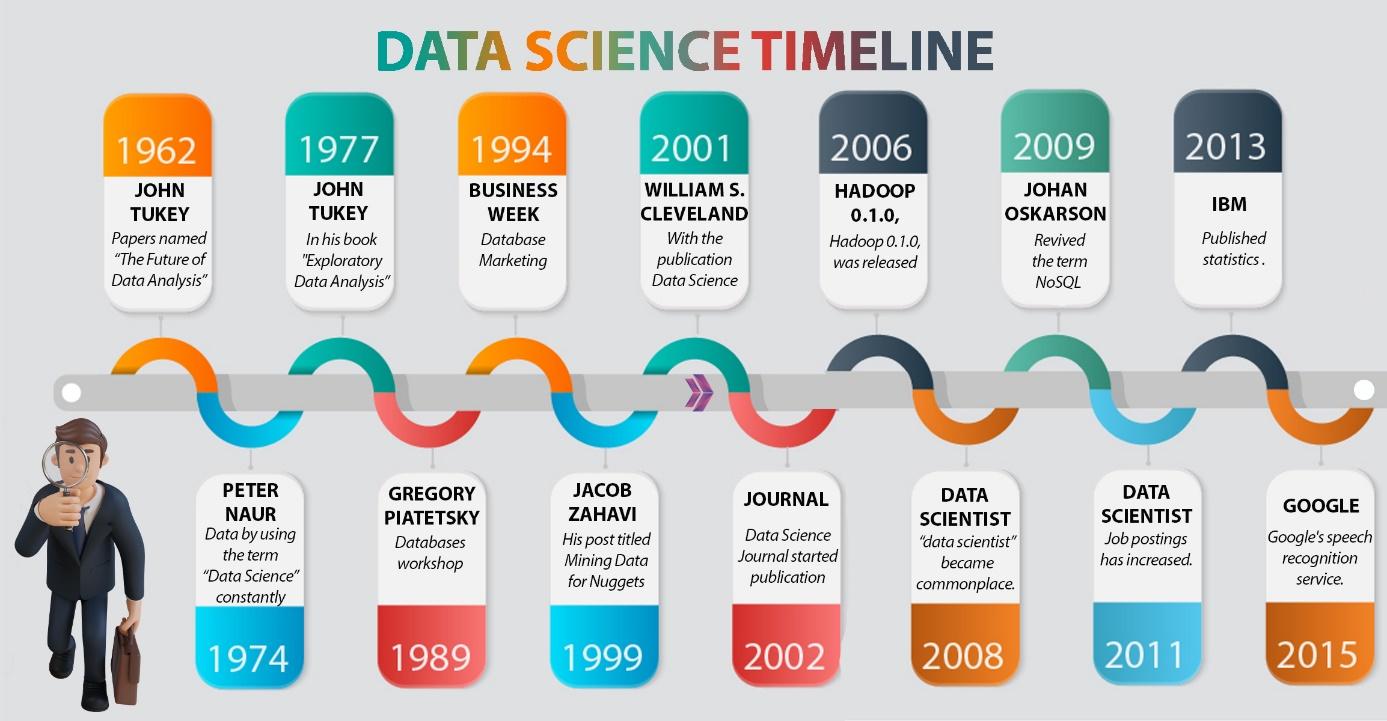 DATA SCIENCE TIMELINE
1962
JOHN
TUKEY
Papers named
“The Future of
Data Analysis”
1977
JOHN
TUKEY
In his book
"Exploratory
Data Analysis”
1994
BUSINESS
WEEK
Database
Marketing
2001
WILLIAM S.
CLEVELAND
With the
publication
Data Science
2006
HADOOP
0.1.0,
Hadoop 0.1.0,
was released
2009
JOHAN
OSKARSON
Revived
the term
NoSQL
2013
IBM
Published
statistics .
PETER
NAUR
Data by using
the term
“Data Science”
constantly
1974
GREGORY
PIATETSKY
Databases
workshop
1989
JACOB
ZAHAVI
His post titled
Mining Data
for Nuggets
1999
JOURNAL
Data Science
Journal started
publication
2002
DATA
SCIENTIST
“data scientist”
became
commonplace.
2008
DATA
SCIENTIST
Job postings
has increased.
2011
GOOGLE
Google's speech
recognition
service.
2015